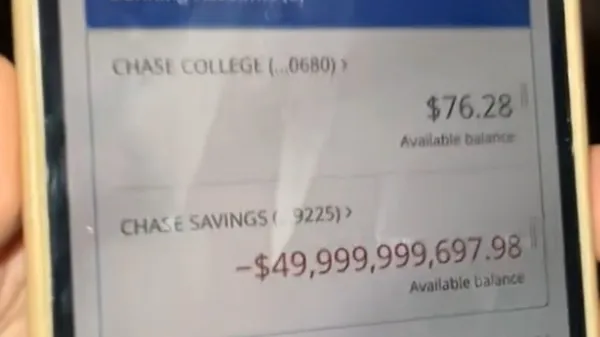 CHASE COLLEGE (...0680) >
$76.28
Available balance
CHASE SAVINGS (...9225) >
-$49,999,999,697.98
Available balance